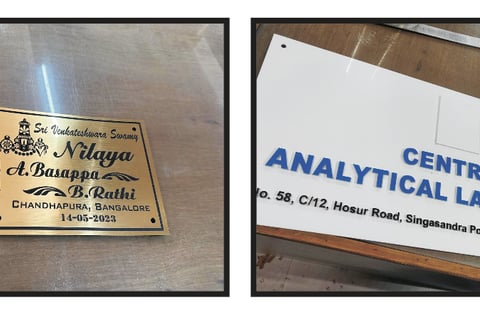 Sri Venkateshwara Swamy
Nilaya
A.Basappa
B.Rathi
CHANDHAPURA, BANGALORE
14-05-2023
CENTR
ANALYTICAL LA
No. 58, C/12, Hosur Road, Singasandra Po